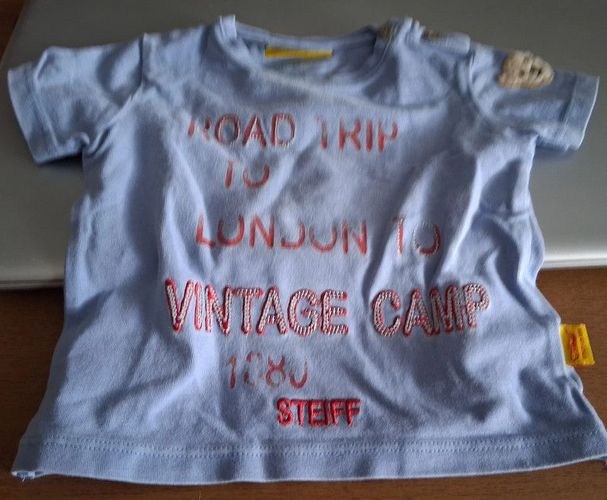 ROAD TRIP
TO
LONDON TO
VINTAGE CAMP
1880
STEIFF